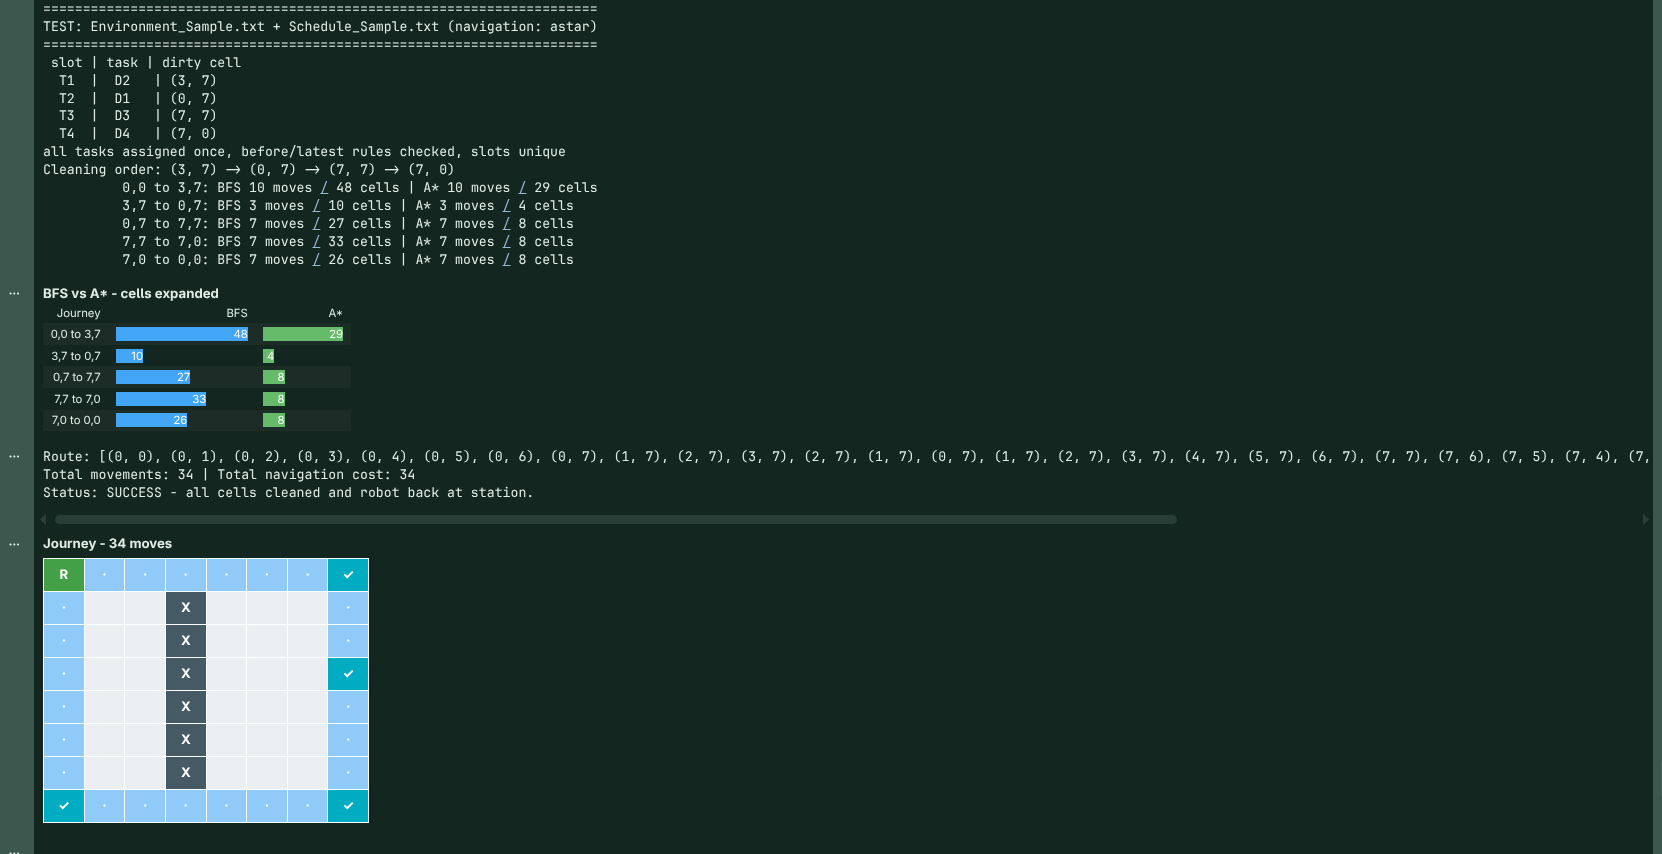 ======================================================================
TEST: Environment_Sample.txt + Schedule_Sample.txt (navigation: astar)
======================================================================
slot | task | dirty cell
T1 | D2 | (3, 7)
T2 | D1 | (0, 7)
T3 | D3 | (7, 7)
T4 | D4 | (7, 0)
all tasks assigned once, before/latest rules checked, slots unique
Cleaning order: (3, 7) -> (0, 7) -> (7, 7) -> (7, 0)
0,0 to 3,7: BFS 10 moves / 48 cells | A* 10 moves / 29 cells
3,7 to 0,7: BFS 3 moves / 10 cells | A* 3 moves / 4 cells
0,7 to 7,7: BFS 7 moves / 27 cells | A* 7 moves / 8 cells
7,7 to 7,0: BFS 7 moves / 33 cells | A* 7 moves / 8 cells
7,0 to 0,0: BFS 7 moves / 26 cells | A* 7 moves / 8 cells
BFS vs A* - cells expanded
Journey BFS A*
0,0 to 3,7 48 29
3,7 to 0,7 10 4
0,7 to 7,7 27 8
7,7 to 7,0 33 8
7,0 to 0,0 26 8
Route: [(0, 0), (0, 1), (0, 2), (0, 3), (0, 4), (0, 5), (0, 6), (0, 7), (1, 7), (2, 7), (3, 7), (2, 7), (1, 7), (0, 7), (1, 7), (2, 7), (3, 7), (4, 7), (5, 7), (6, 7), (7, 7), (7, 6), (7, 5), (7, 4), (7,
Total movements: 34 | Total navigation cost: 34
Status: SUCCESS - all cells cleaned and robot back at station.
Journey - 34 moves
R · · · · · · ✓
· X ·
· X ·
· X ✓
· X ·
· X ·
· X ·
✓ · · · · · · ✓